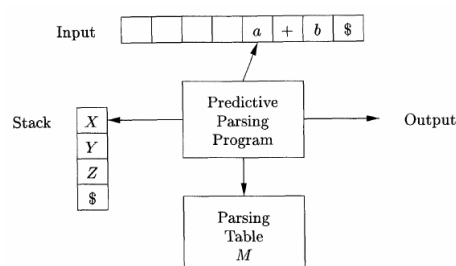 Input
a + b $
Predictive
Parsing
Program
Stack
X
Y
Z
$
Output
Parsing
Table
M